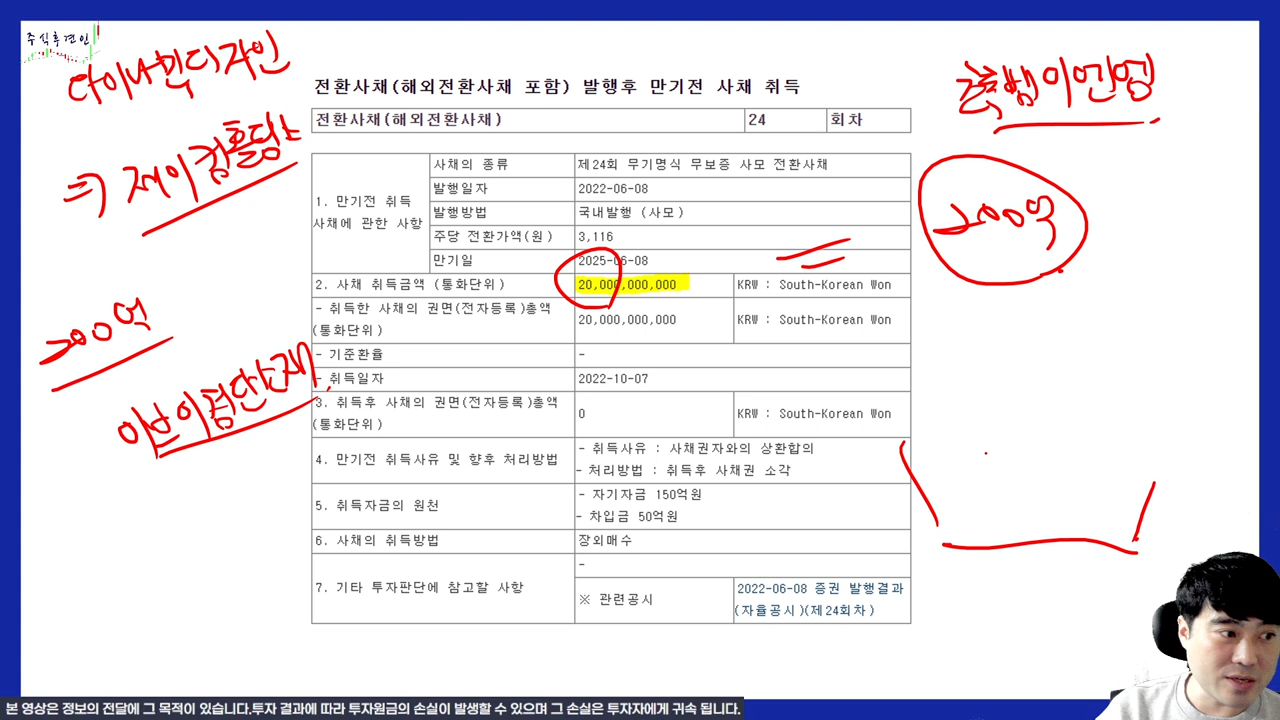 주식후견인
다이나믹디자인
⇒ 제이컴홀딩스
200억
이브이첨단소재
전환사채(해외전환사채 포함) 발행후 만기전 사채 취득
전환사채(해외전환사채) 24 회차
1. 만기전 취득 사채에 관한 사항
사채의 종류 제24회 무기명식 무보증 사모 전환사채
발행일자 2022-06-08
발행방법 국내발행 (사모)
주당 전환가액(원) 3,116
만기일 2025-06-08
2. 사채 취득금액 (통화단위) 20,000,000,000 KRW : South-Korean Won
- 취득한 사채의 권면(전자등록)총액 (통화단위) 20,000,000,000 KRW : South-Korean Won
- 기준환율 -
- 취득일자 2022-10-07
3. 취득후 사채의 권면(전자등록)총액 (통화단위) 0 KRW : South-Korean Won
4. 만기전 취득사유 및 향후 처리방법 - 취득사유 : 사채권자와의 상환합의
- 처리방법 : 취득후 사채권 소각
5. 취득자금의 원천 - 자기자금 150억원
- 차입금 50억원
6. 사채의 취득방법 장외매수
7. 기타 투자판단에 참고할 사항 -
※ 관련공시 2022-06-08 증권 발행결과(자율공시)(제24회차)
200억
본 영상은 정보의 전달에 그 목적이 있습니다.투자 결과에 따라 투자원금의 손실이 발생할 수 있으며 그 손실은 투자자에게 귀속 됩니다.